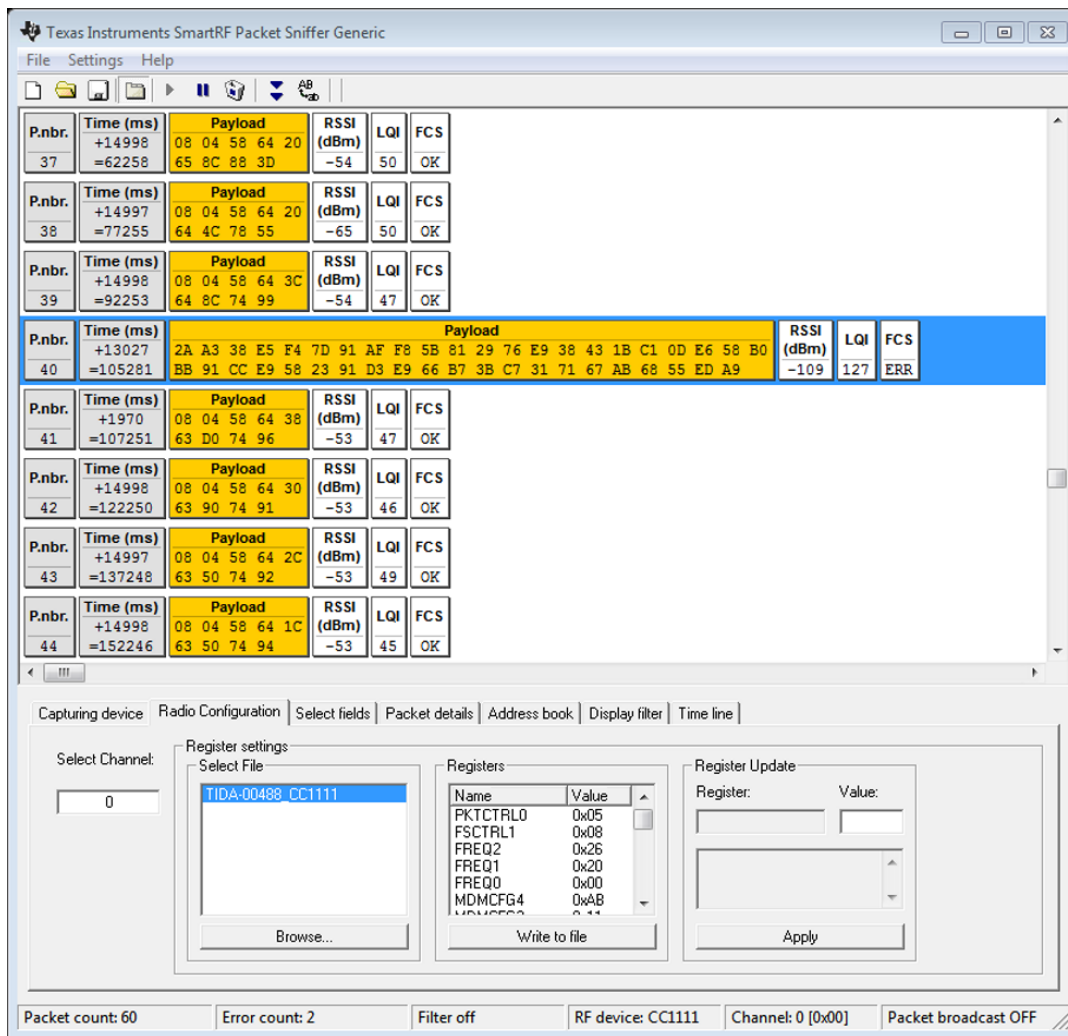 Texas Instruments SmartRF Packet Sniffer Generic
File Settings Help
P.nbr. Time (ms) Payload RSSI LQI FCS
+14998 08 04 58 64 20 (dBm)
37 =62258 65 8C 88 3D -54 50 OK
P.nbr. Time (ms) Payload RSSI LQI FCS
+14997 08 04 58 64 20 (dBm)
38 =77255 64 4C 78 55 -65 50 OK
P.nbr. Time (ms) Payload RSSI LQI FCS
+14998 08 04 58 64 3C (dBm)
39 =92253 64 8C 74 99 -54 47 OK
P.nbr. Time (ms) Payload RSSI LQI FCS
+13027 2A A3 38 E5 F4 7D 91 AF F8 5B 81 29 76 E9 38 43 1B C1 0D E6 58 B0 (dBm)
40 =105281 BB 91 CC E9 58 23 91 D3 E9 66 B7 3B C7 31 71 67 AB 68 55 ED A9 -109 127 ERR
P.nbr. Time (ms) Payload RSSI LQI FCS
+1970 08 04 58 64 38 (dBm)
41 =107251 63 D0 74 96 -53 47 OK
P.nbr. Time (ms) Payload RSSI LQI FCS
+14998 08 04 58 64 30 (dBm)
42 =122250 63 90 74 91 -53 46 OK
P.nbr. Time (ms) Payload RSSI LQI FCS
+14997 08 04 58 64 2C (dBm)
43 =137248 63 50 74 92 -53 49 OK
P.nbr. Time (ms) Payload RSSI LQI FCS
+14998 08 04 58 64 1C (dBm)
44 =152246 63 50 74 94 -53 45 OK
Capturing device Radio Configuration Select fields Packet details Address book Display filter Time line
Select Channel:
0
Register settings
Select File
TIDA-00488_CC1111
Browse...
Registers
Name Value
PKTCTRL0 0x05
FSCTRL1 0x08
FREQ2 0x26
FREQ1 0x20
FREQ0 0x00
MDMCFG4 0xAB
Write to file
Register Update
Register: Value:
Apply
Packet count: 60 Error count: 2 Filter off RF device: CC1111 Channel: 0 [0x00] Packet broadcast OFF